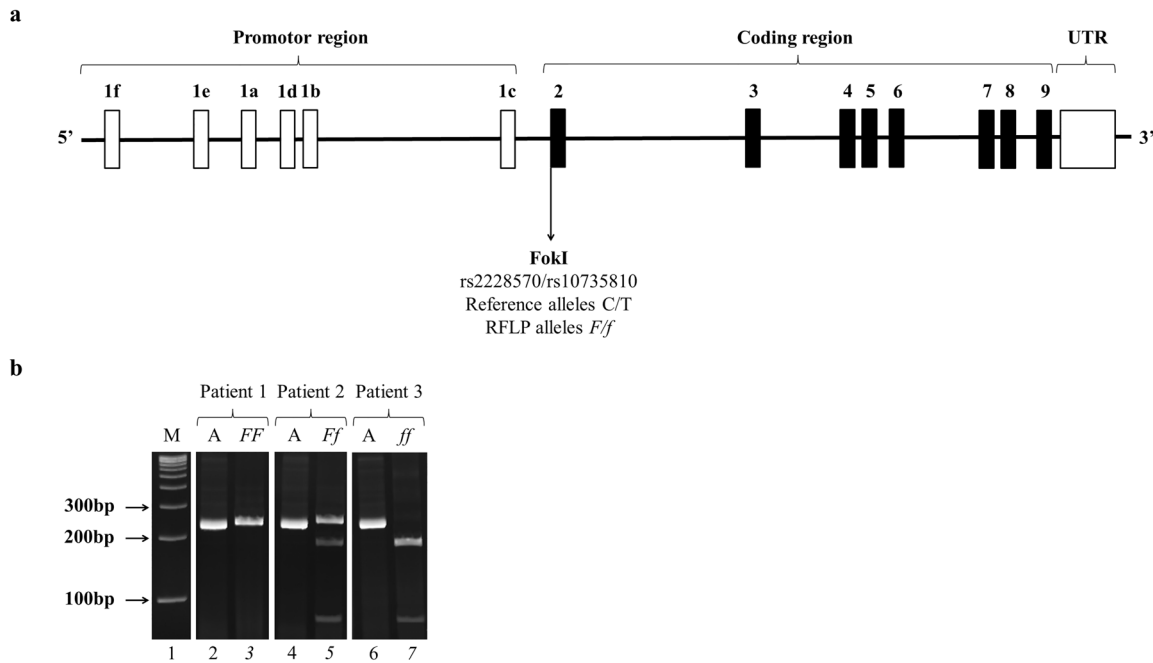 a
Promotor region Coding region UTR
1f 1e 1a 1d 1b 1c 2 3 4 5 6 7 8 9
5’ 3’
FokI
rs2228570/rs10735810
Reference alleles C/T
RFLP alleles F/f
b
Patient 1 Patient 2 Patient 3
M A FF A Ff A ff
300bp
200bp
100bp
1 2 3 4 5 6 7